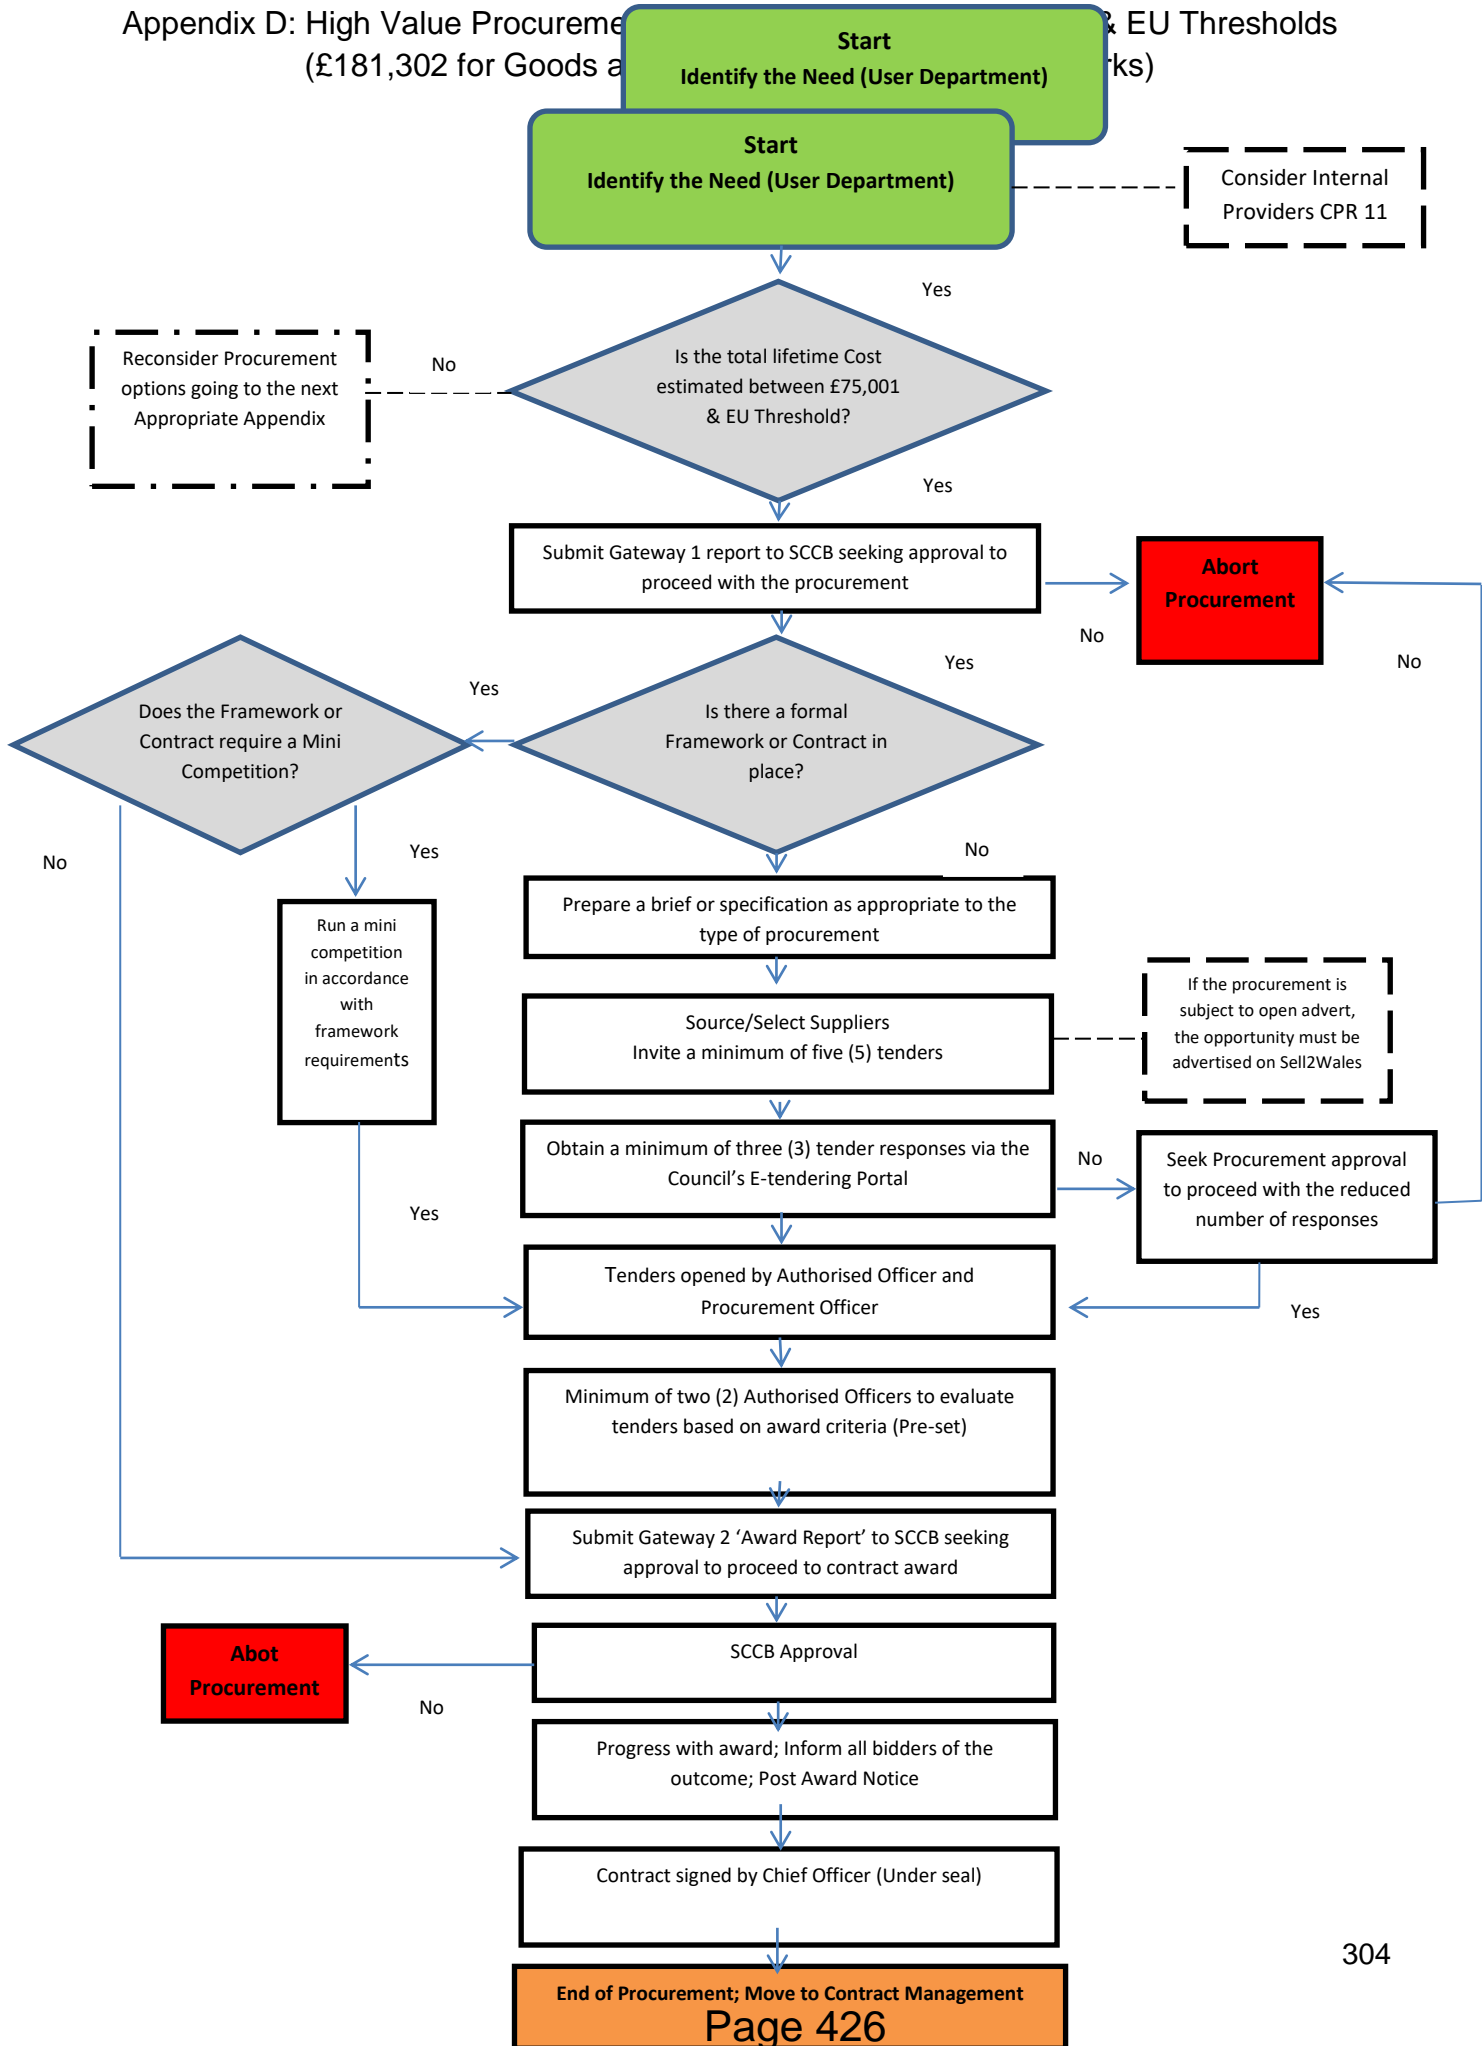 Appendix D: High Value Procureme & EU Thresholds
(£181,302 for Goods a rks)
Start
Identify the Need (User Department)
Start
Identify the Need (User Department)
Consider Internal
Providers CPR 11
Yes
Is the total lifetime Cost
estimated between £75,001
& EU Threshold?
No
Reconsider Procurement
options going to the next
Appropriate Appendix
Yes
Submit Gateway 1 report to SCCB seeking approval to
proceed with the procurement
Abort
Procurement
No
No
Yes
Yes
Does the Framework or
Contract require a Mini
Competition?
Is there a formal
Framework or Contract in
place?
No
Yes
No
Run a mini
competition
in accordance
with
framework
requirements
Prepare a brief or specification as appropriate to the
type of procurement
Source/Select Suppliers
Invite a minimum of five (5) tenders
If the procurement is
subject to open advert,
the opportunity must be
advertised on Sell2Wales
Obtain a minimum of three (3) tender responses via the
Council's E-tendering Portal
No
Seek Procurement approval
to proceed with the reduced
number of responses
Yes
Tenders opened by Authorised Officer and
Procurement Officer
Yes
Minimum of two (2) Authorised Officers to evaluate
tenders based on award criteria (Pre-set)
Submit Gateway 2 ‘Award Report’ to SCCB seeking
approval to proceed to contract award
SCCB Approval
Abot
Procurement
No
Progress with award; Inform all bidders of the
outcome; Post Award Notice
Contract signed by Chief Officer (Under seal)
304
End of Procurement; Move to Contract Management
Page 426